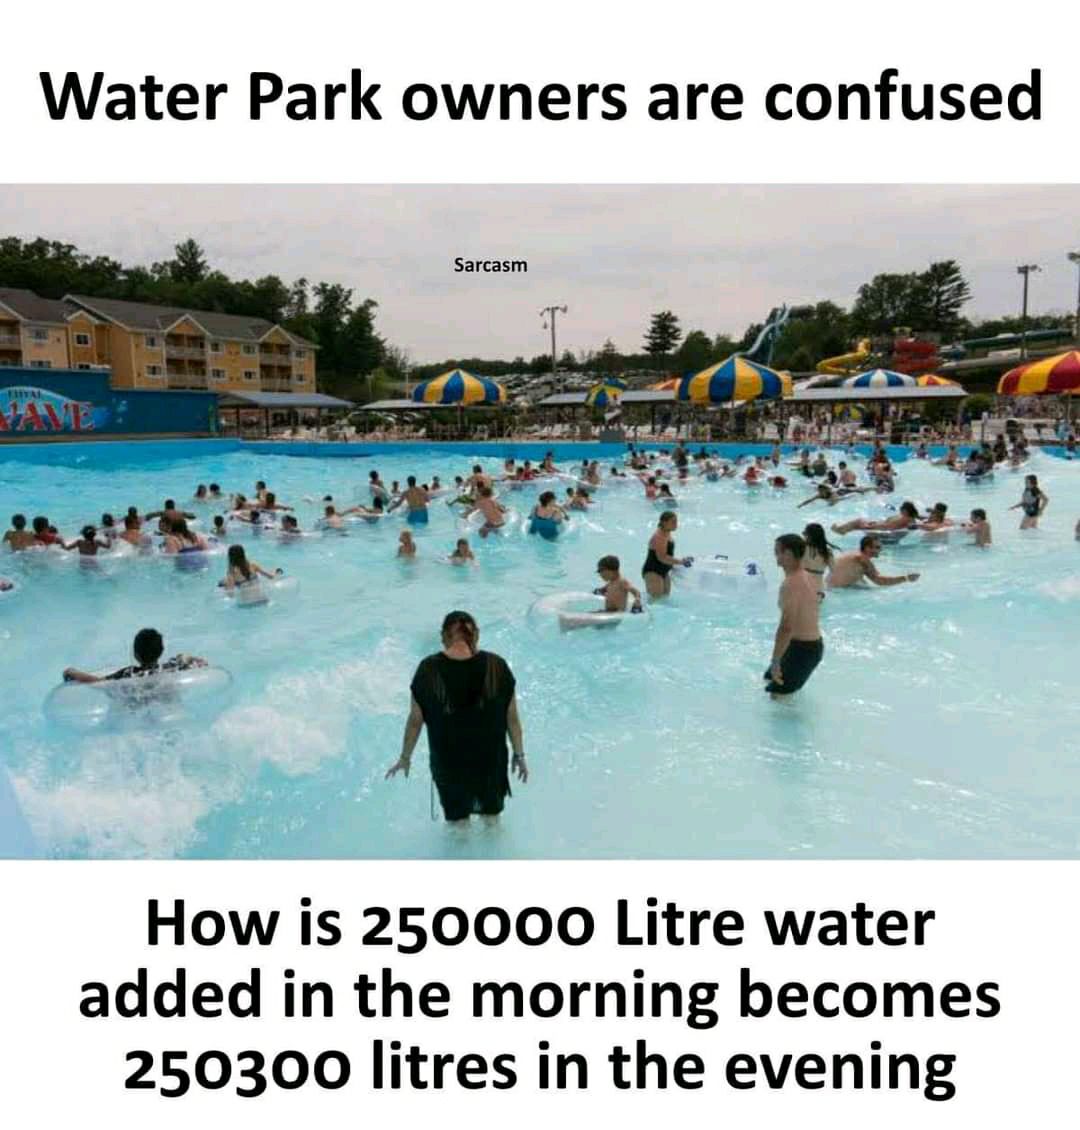 Water Park owners are confused
Sarcasm
WAVE
How is 250000 Litre water
added in the morning becomes
250300 litres in the evening